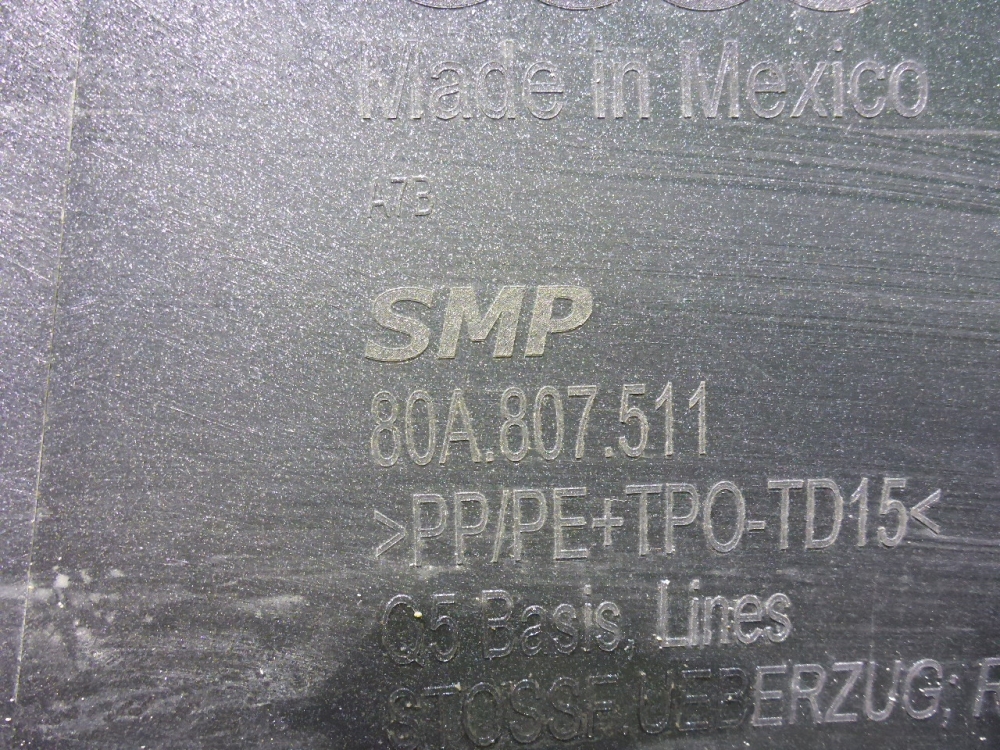 Made in Mexico
A7B
SMP
80A.807.511
>PP/PE+TPO-TD15<
Q5 Basis, Lines
STOSSF.UEBERZUG;